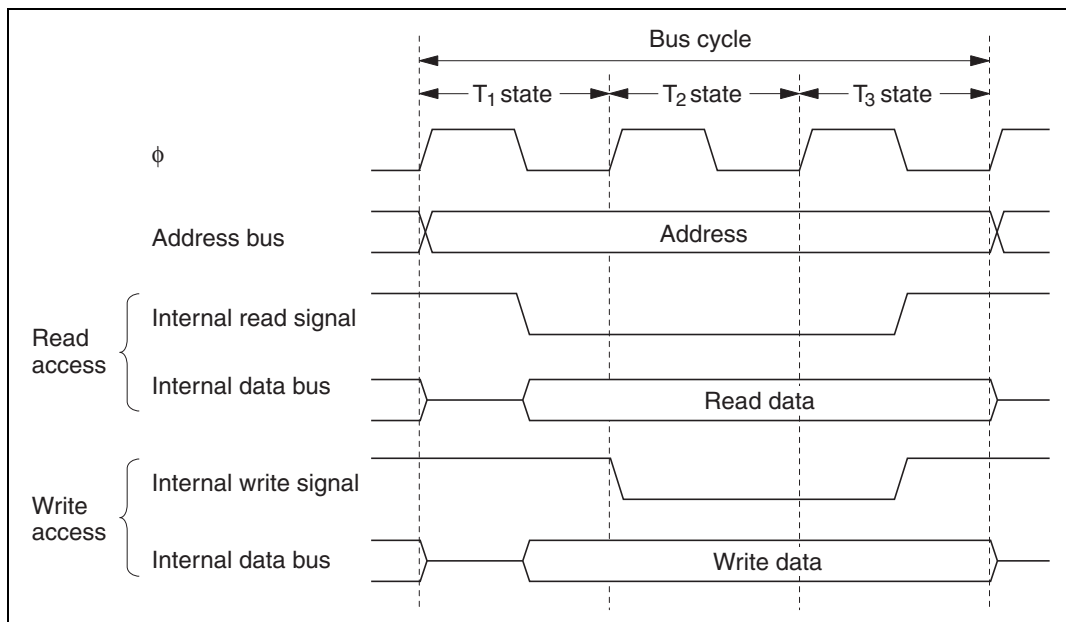 Bus cycle
T₁ state T₂ state T₃ state
ϕ
Address bus Address
Read access
Internal read signal
Internal data bus Read data
Write access
Internal write signal
Internal data bus Write data